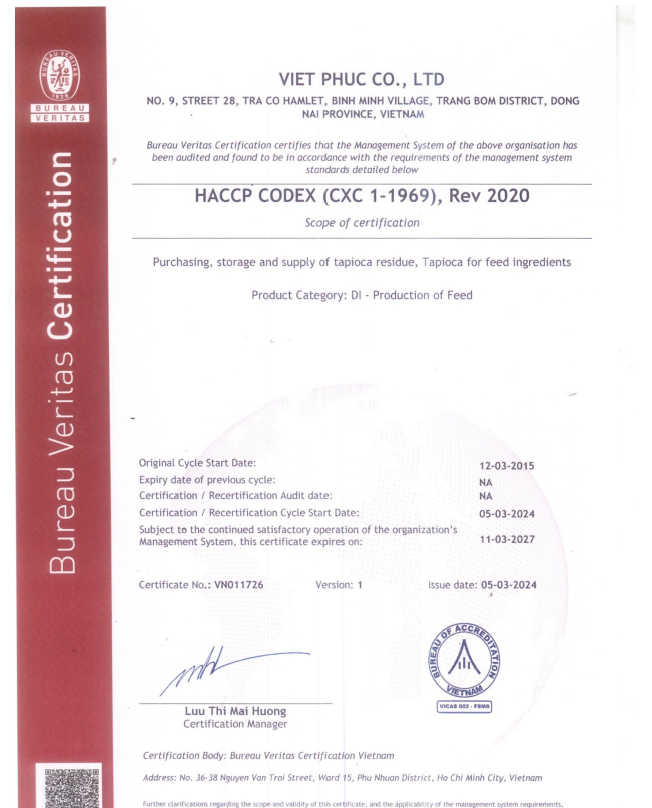 BUREAU VERITAS
1828
BUREAU
VERITAS
Bureau Veritas Certification
VIET PHUC CO., LTD
NO. 9, STREET 28, TRA CO HAMLET, BINH MINH VILLAGE, TRANG BOM DISTRICT, DONG
NAI PROVINCE, VIETNAM
Bureau Veritas Certification certifies that the Management System of the above organisation has
been audited and found to be in accordance with the requirements of the management system
standards detailed below
HACCP CODEX (CXC 1-1969), Rev 2020
Scope of certification
Purchasing, storage and supply of tapioca residue, Tapioca for feed ingredients
Product Category: DI - Production of Feed
Original Cycle Start Date: 12-03-2015
Expiry date of previous cycle: NA
Certification / Recertification Audit date: NA
Certification / Recertification Cycle Start Date: 05-03-2024
Subject to the continued satisfactory operation of the organization's
Management System, this certificate expires on: 11-03-2027
Certificate No.: VN011726 Version: 1 Issue date: 05-03-2024
BUREAU OF ACCREDITATION
VIETNAM
VICAS 002 - FSMS
Luu Thi Mai Huong
Certification Manager
Certification Body: Bureau Veritas Certification Vietnam
Address: No. 36-38 Nguyen Van Troi Street, Ward 15, Phu Nhuan District, Ho Chi Minh City, Vietnam
Further clarifications regarding the scope and validity of this certificate, and the applicability of the management system requirements,